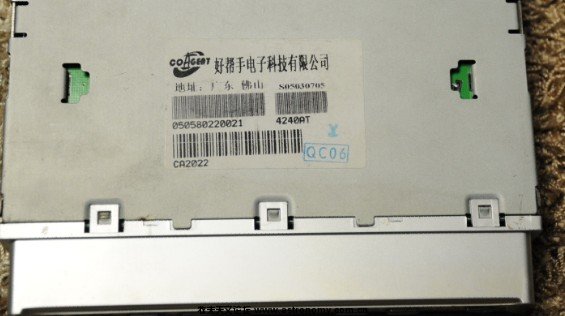 COAGENT
好帮手电子科技有限公司
地址：广东 佛山 S05030705
050580220021 4240AT
QC06
CA2022